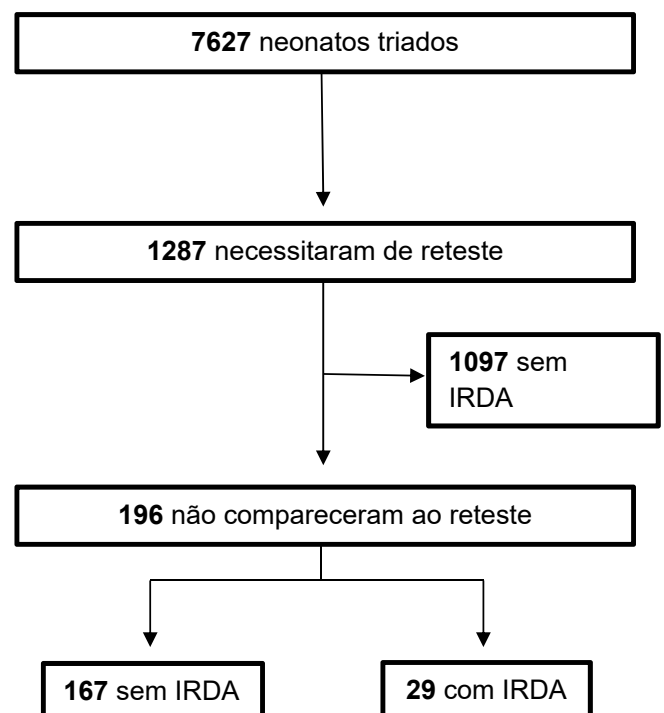 7627 neonatos triados
1287 necessitaram de reteste
1097 sem
IRDA
196 não compareceram ao reteste
167 sem IRDA
29 com IRDA